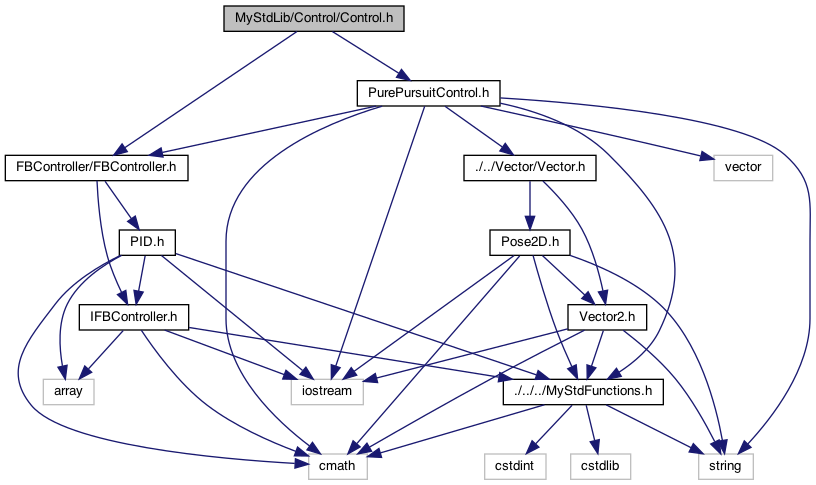 MyStdLib/Control/Control.h
PurePursuitControl.h
FBController/FBController.h
./../Vector/Vector.h
vector
PID.h
Pose2D.h
IFBController.h
Vector2.h
array
iostream
./../../MyStdFunctions.h
cmath
cstdint
cstdlib
string